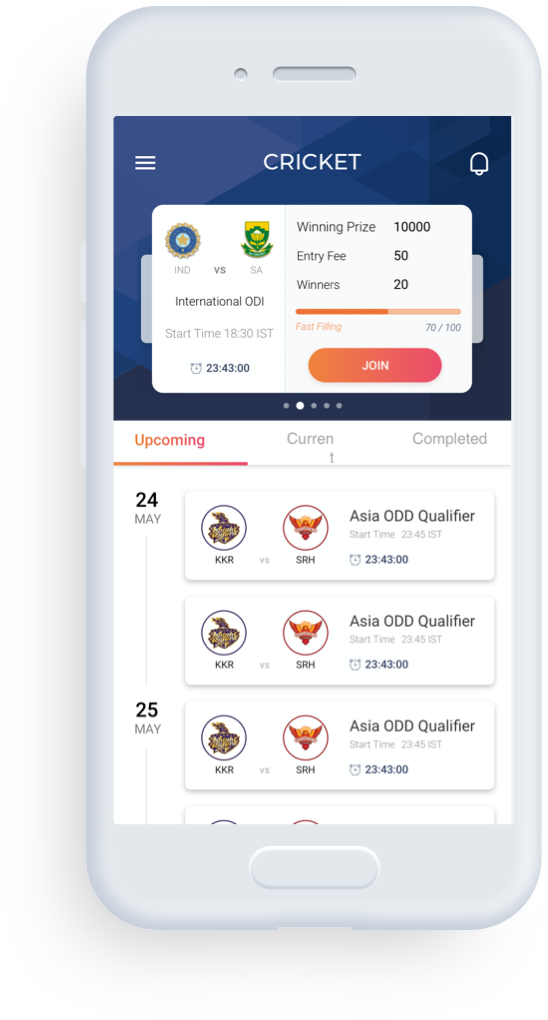 CRICKET
IND vs SA
International ODI
Start Time 18:30 IST
23:43:00
Winning Prize 10000
Entry Fee 50
Winners 20
Fast Filling 70 / 100
JOIN
Upcoming
Curren
t
Completed
24
MAY
KKR vs SRH
Asia ODD Qualifier
Start Time 23:45 IST
23:43:00
KKR vs SRH
Asia ODD Qualifier
Start Time 23:45 IST
23:43:00
25
MAY
KKR vs SRH
Asia ODD Qualifier
Start Time 23:45 IST
23:43:00